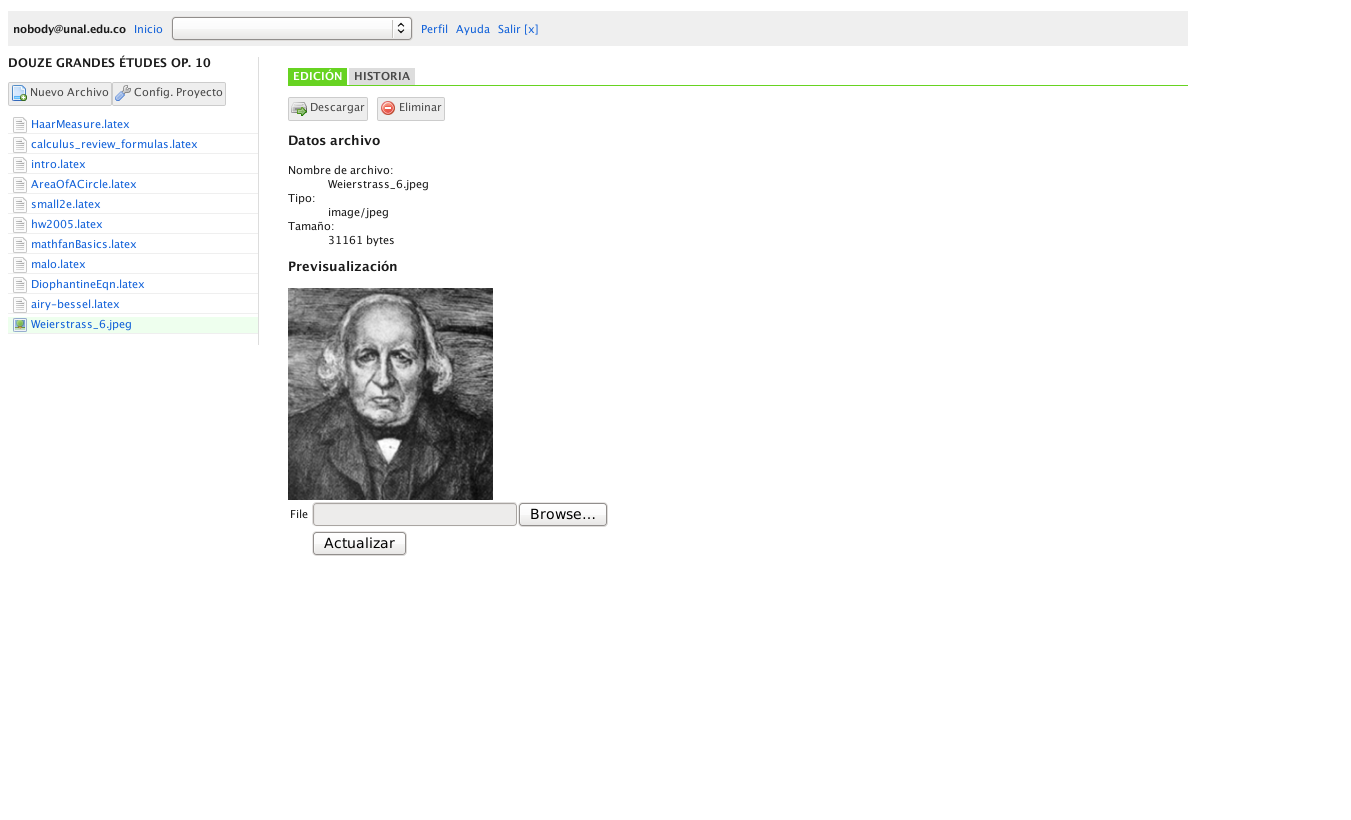 nobody@unal.edu.co Inicio Perfil Ayuda Salir [x]
DOUZE GRANDES ÉTUDES OP. 10
Nuevo Archivo Config. Proyecto
HaarMeasure.latex
calculus_review_formulas.latex
intro.latex
AreaOfACircle.latex
small2e.latex
hw2005.latex
mathfanBasics.latex
malo.latex
DiophantineEqn.latex
airy-bessel.latex
Weierstrass_6.jpeg
EDICIÓN HISTORIA
Descargar Eliminar
Datos archivo
Nombre de archivo:
Weierstrass_6.jpeg
Tipo:
image/jpeg
Tamaño:
31161 bytes
Previsualización
File Browse...
Actualizar